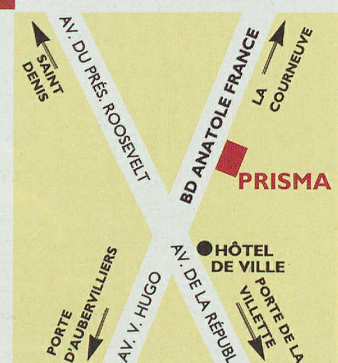 SAINT
DENIS
AV. DU PRÉS. ROOSEVELT
BD ANATOLE FRANCE
LA
COURNEUVE
PRISMA
HÔTEL
DE VILLE
PORTE
D'AUBERVILLIERS
AV. V. HUGO
AV. DE LA RÉPUBL
PORTE DE LA
VILLETTE